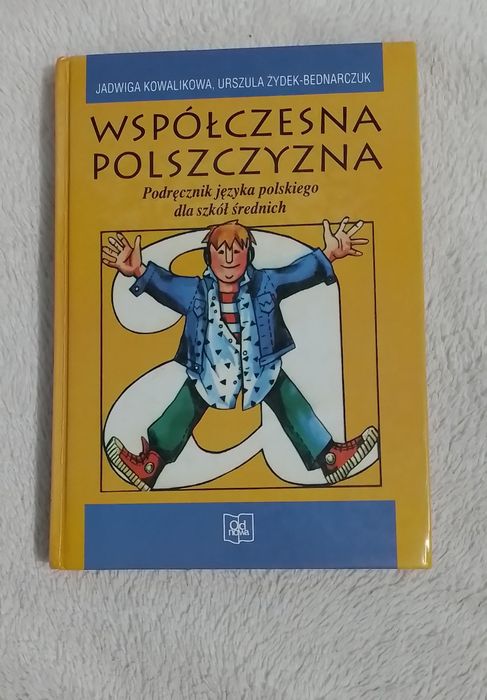 JADWIGA KOWALIKOWA, URSZULA ŻYDEK-BEDNARCZUK
WSPÓŁCZESNA
POLSZCZYZNA
Podręcznik języka polskiego
dla szkół średnich
Od
nowa